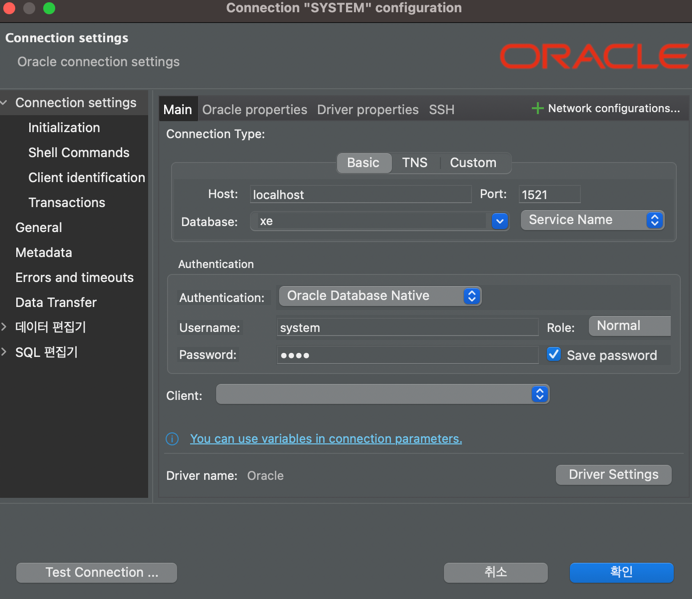 Connection "SYSTEM" configuration
Connection settings
Oracle connection settings
ORACLE
Connection settings
Initialization
Shell Commands
Client identification
Transactions
General
Metadata
Errors and timeouts
Data Transfer
데이터 편집기
SQL 편집기
Main Oracle properties Driver properties SSH Network configurations...
Connection Type:
Basic TNS Custom
Host: localhost Port: 1521
Database: xe Service Name
Authentication
Authentication: Oracle Database Native
Username: system Role: Normal
Password: •••• Save password
Client:
You can use variables in connection parameters.
Driver name: Oracle Driver Settings
Test Connection ... 취소 확인